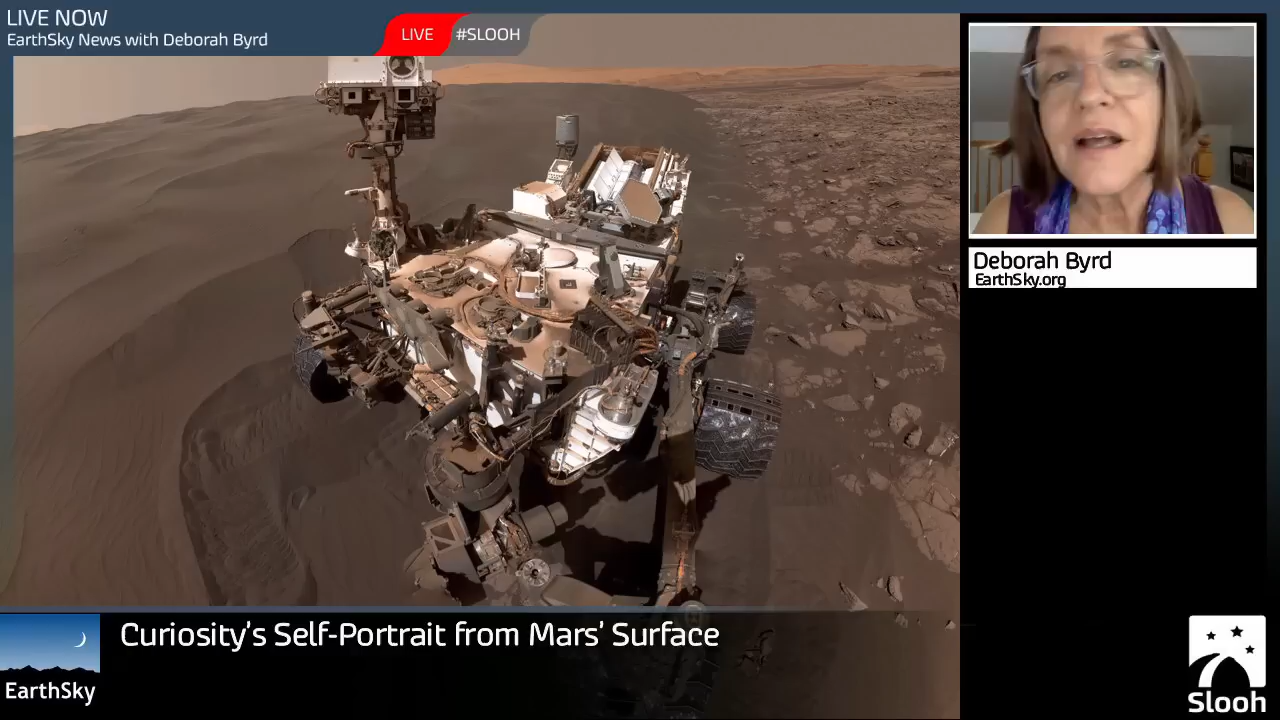 LIVE NOW
EarthSky News with Deborah Byrd
LIVE
#SLOOH
Deborah Byrd
EarthSky.org
Curiosity's Self-Portrait from Mars' Surface
EarthSky
Slooh